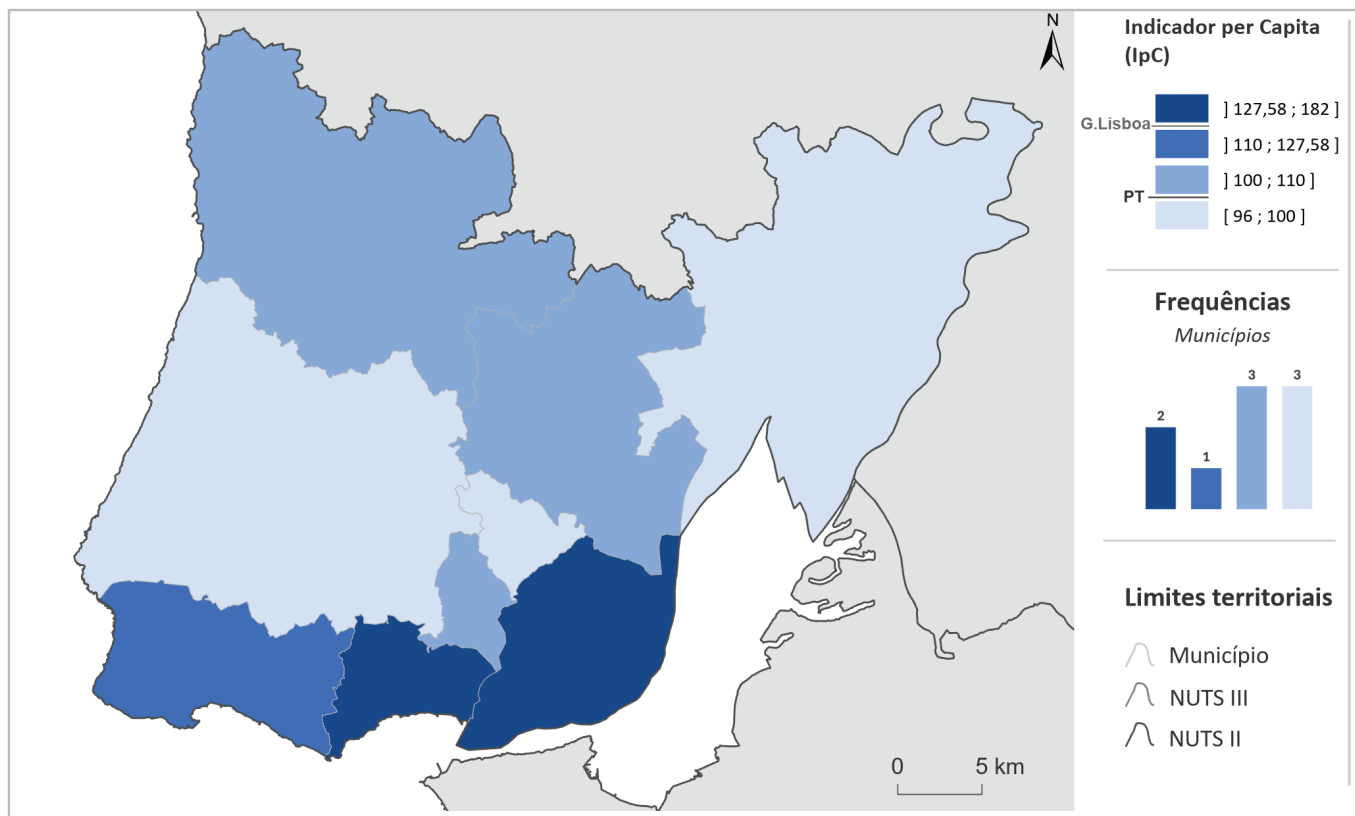 N
Indicador per Capita
(IpC)
] 127,58 ; 182 ]
G.Lisboa
] 110 ; 127,58 ]
] 100 ; 110 ]
PT
[ 96 ; 100 ]
Frequências
Municípios
2
1
3
3
Limites territoriais
Município
NUTS III
NUTS II
0 5 km